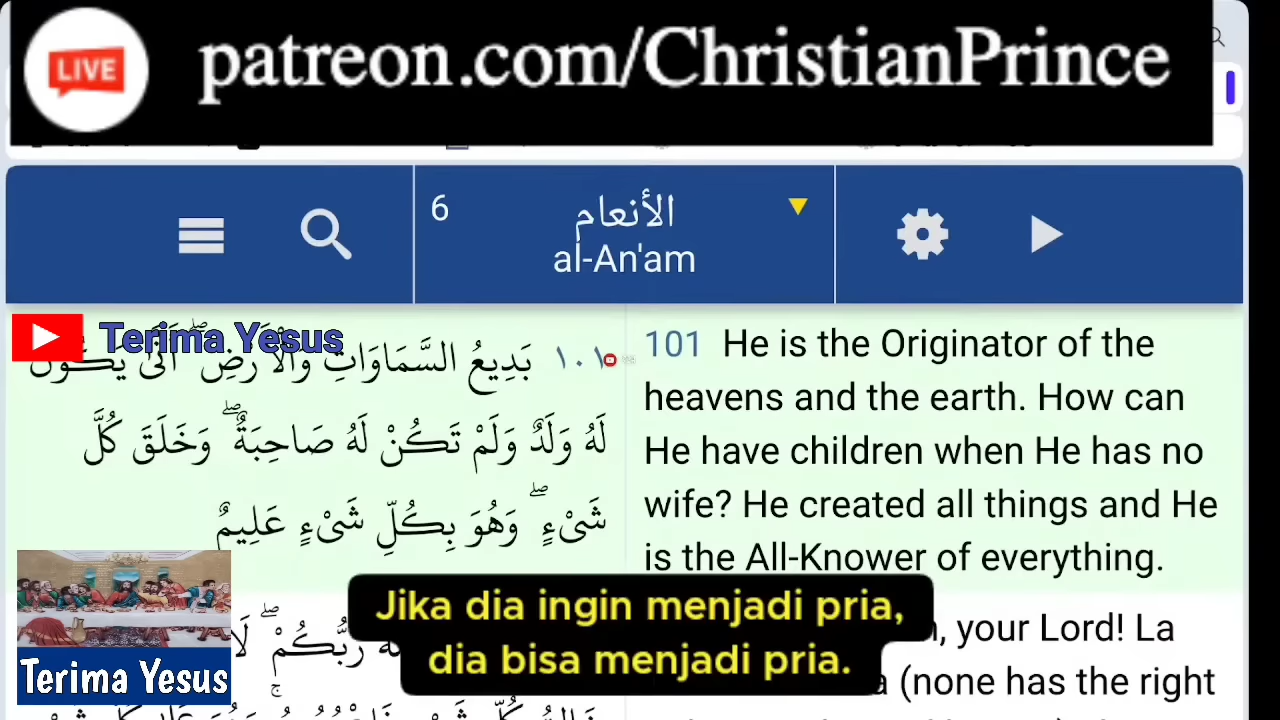 LIVE
patreon.com/ChristianPrince
6
الأنعام
al-An'am
Terima Yesus
١٠١ بَدِيعُ السَّمَاوَاتِ وَالْأَرْضِ ۖ أَنَّىٰ يَكُونُ
لَهُ وَلَدٌ وَلَمْ تَكُنْ لَهُ صَاحِبَةٌ ۖ وَخَلَقَ كُلَّ
شَيْءٍ ۖ وَهُوَ بِكُلِّ شَيْءٍ عَلِيمٌ
101 He is the Originator of the
heavens and the earth. How can
He have children when He has no
wife? He created all things and He
is the All-Knower of everything.
رَبُّكُمْ ۖ
, your Lord! La
(none has the right
Jika dia ingin menjadi pria,
dia bisa menjadi pria.
Terima Yesus